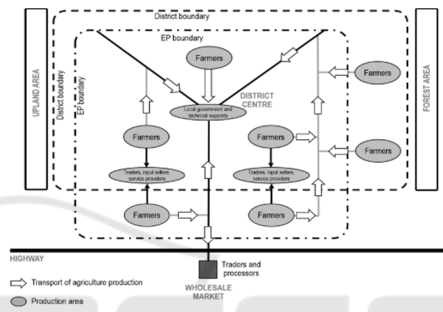 District boundary
EP boundary
UPLAND AREA
District boundary
EP boundary
FOREST AREA
Farmers
Farmers
DISTRICT
CENTRE
Local government and
technical supports
Farmers
Farmers
Farmers
Traders, input sellers,
service providers
Traders, input sellers,
service providers
Farmers
Farmers
HIGHWAY
Traders and
processors
WHOLESALE
MARKET
Transport of agriculture production
Production area